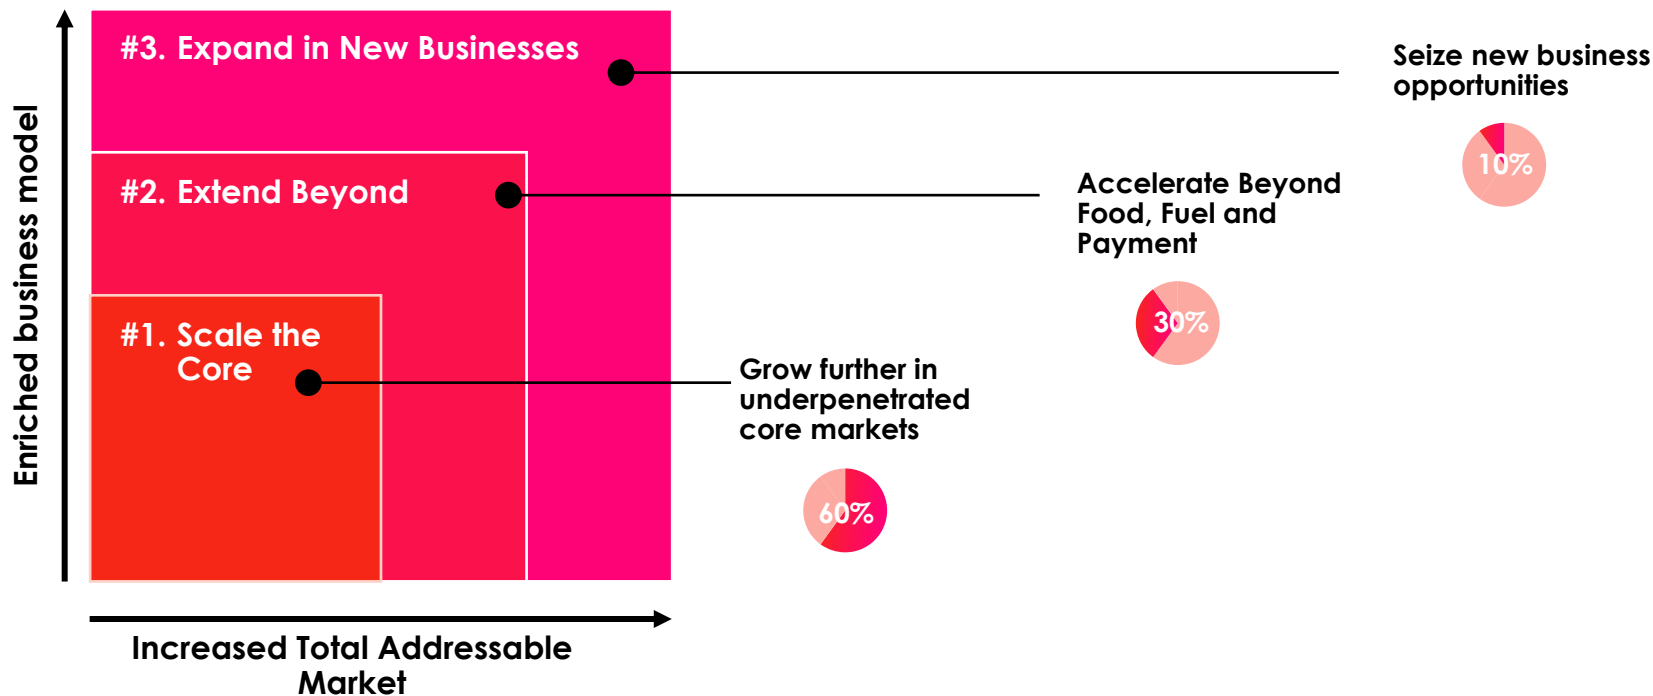 Enriched business model
#3. Expand in New Businesses
#2. Extend Beyond
#1. Scale the
Core
Increased Total Addressable
Market
Seize new business
opportunities
10%
Accelerate Beyond
Food, Fuel and
Payment
30%
Grow further in
underpenetrated
core markets
60%